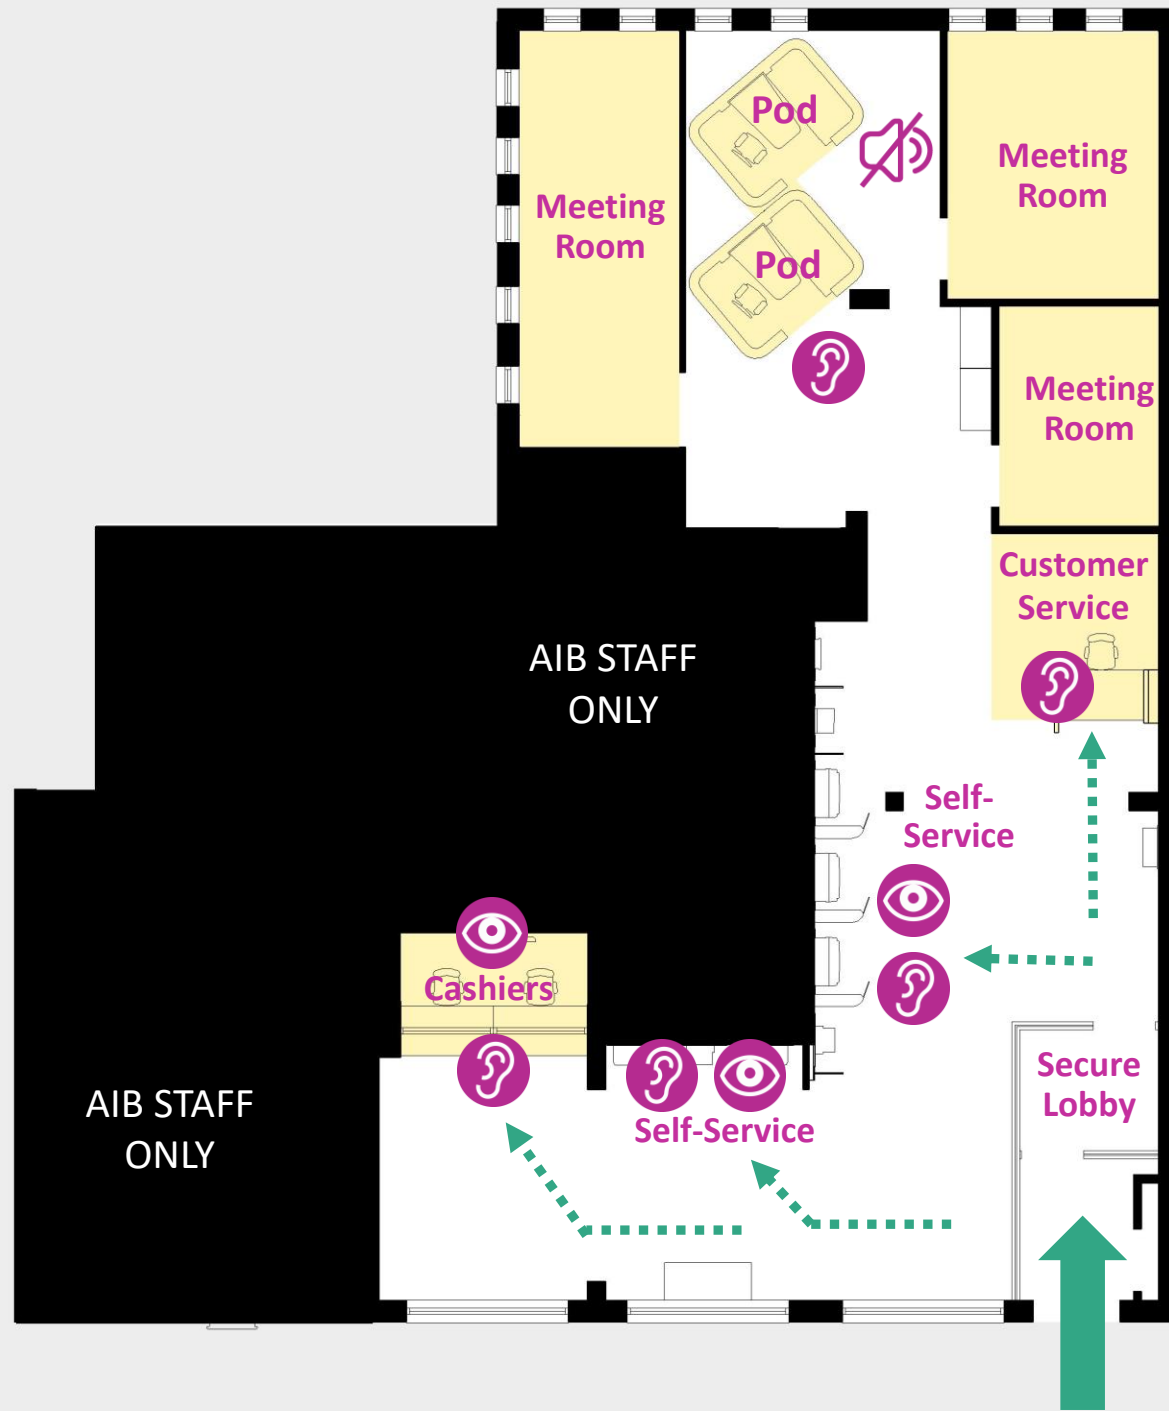 Pod
Meeting
Room
Meeting
Room
Pod
Meeting
Room
Customer
Service
AIB STAFF
ONLY
Self-
Service
Cashiers
Secure
Lobby
AIB STAFF
ONLY
Self-Service